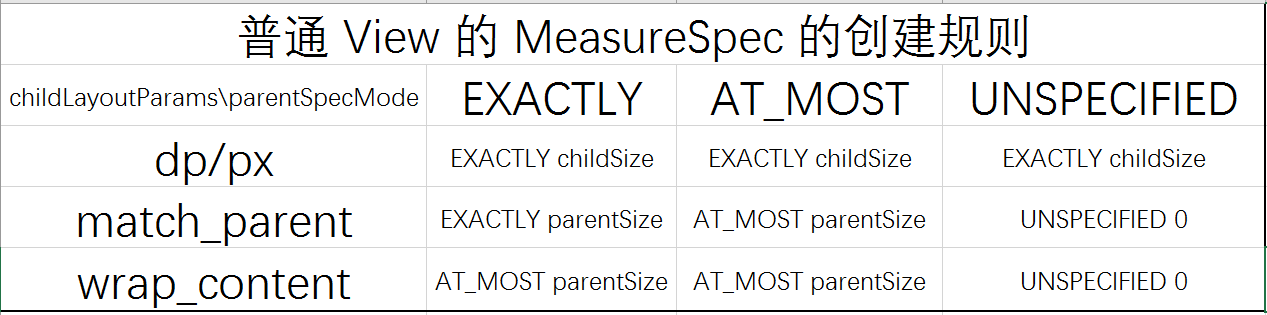 普通 View 的 MeasureSpec 的创建规则
childLayoutParams\parentSpecMode EXACTLY AT_MOST UNSPECIFIED
dp/px EXACTLY childSize EXACTLY childSize EXACTLY childSize
match_parent EXACTLY parentSize AT_MOST parentSize UNSPECIFIED 0
wrap_content AT_MOST parentSize AT_MOST parentSize UNSPECIFIED 0